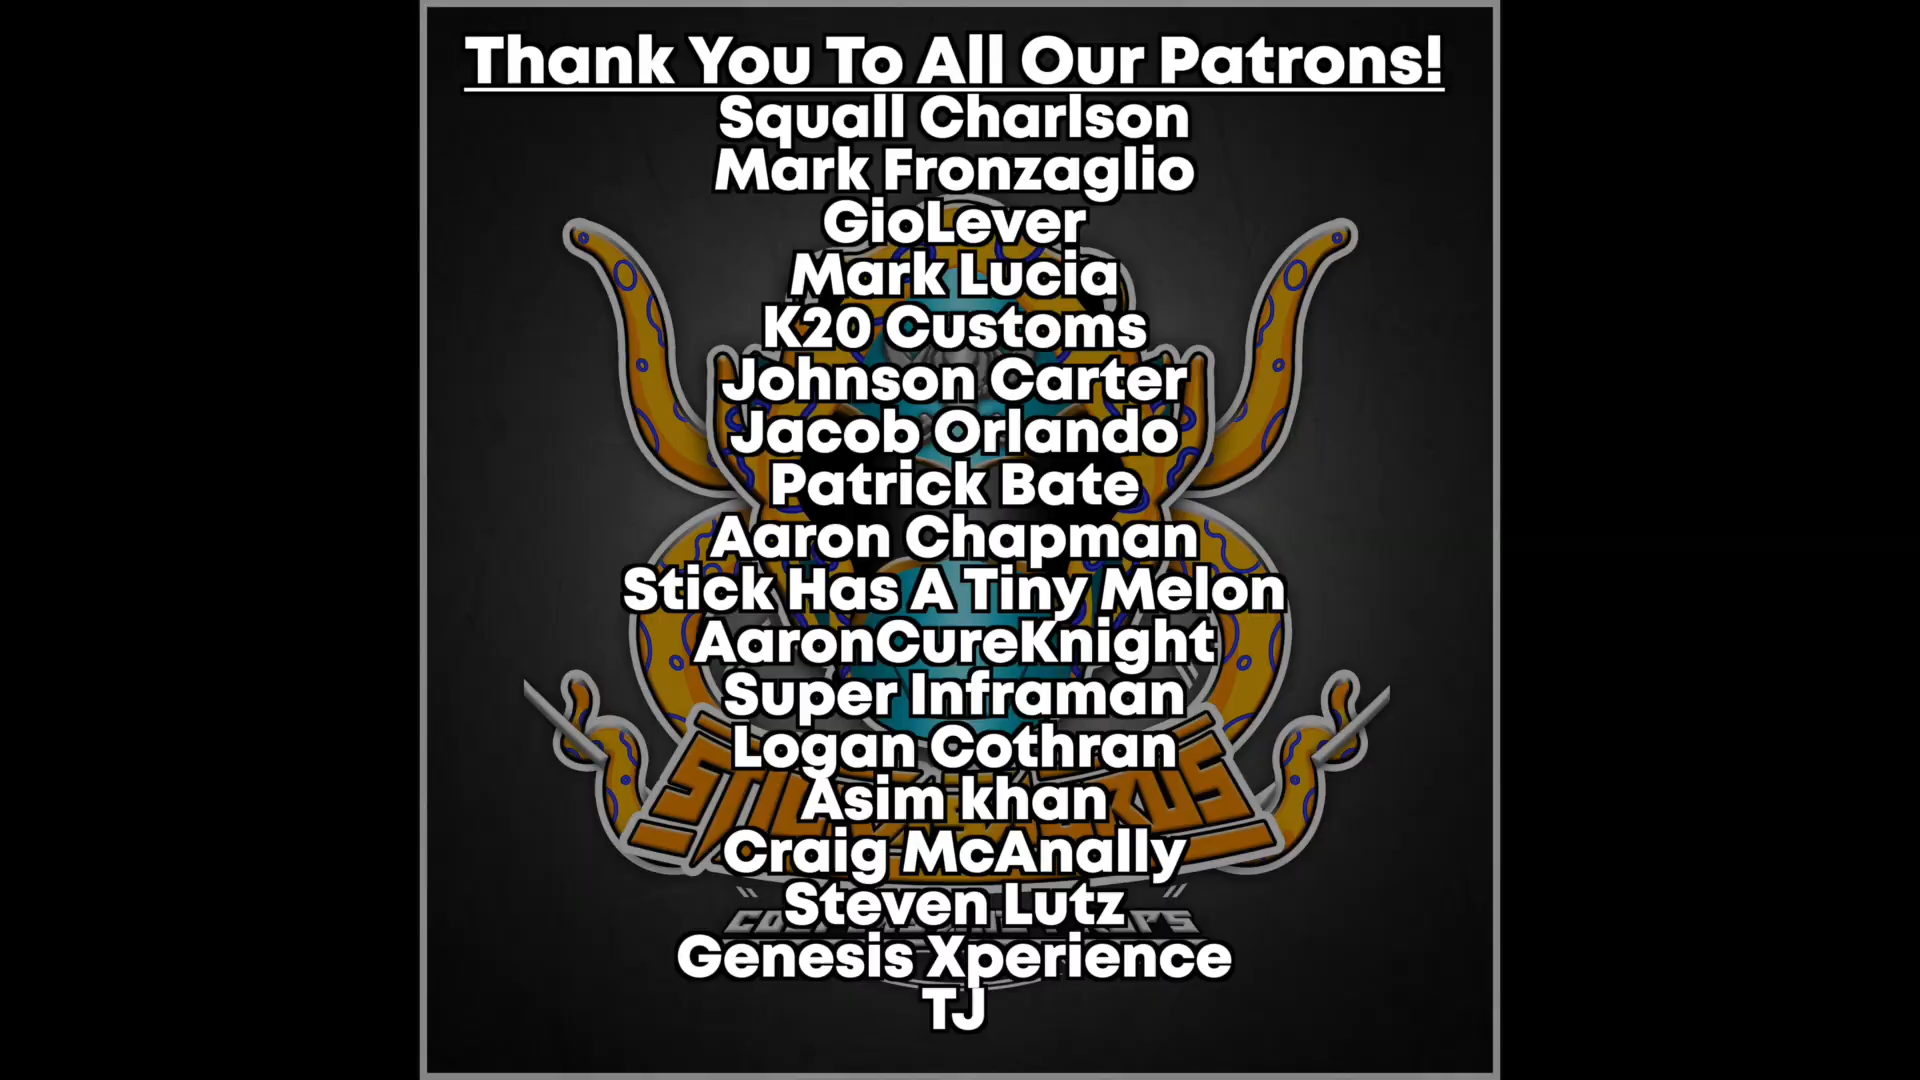 Thank You To All Our Patrons!
Squall Charlson
Mark Fronzaglio
GioLever
Mark Lucia
K20 Customs
Johnson Carter
Jacob Orlando
Patrick Bate
Aaron Chapman
Stick Has A Tiny Melon
AaronCureKnight
Super Inframan
Logan Cothran
Asim khan
Craig McAnally
Steven Lutz
Genesis Xperience
TJ